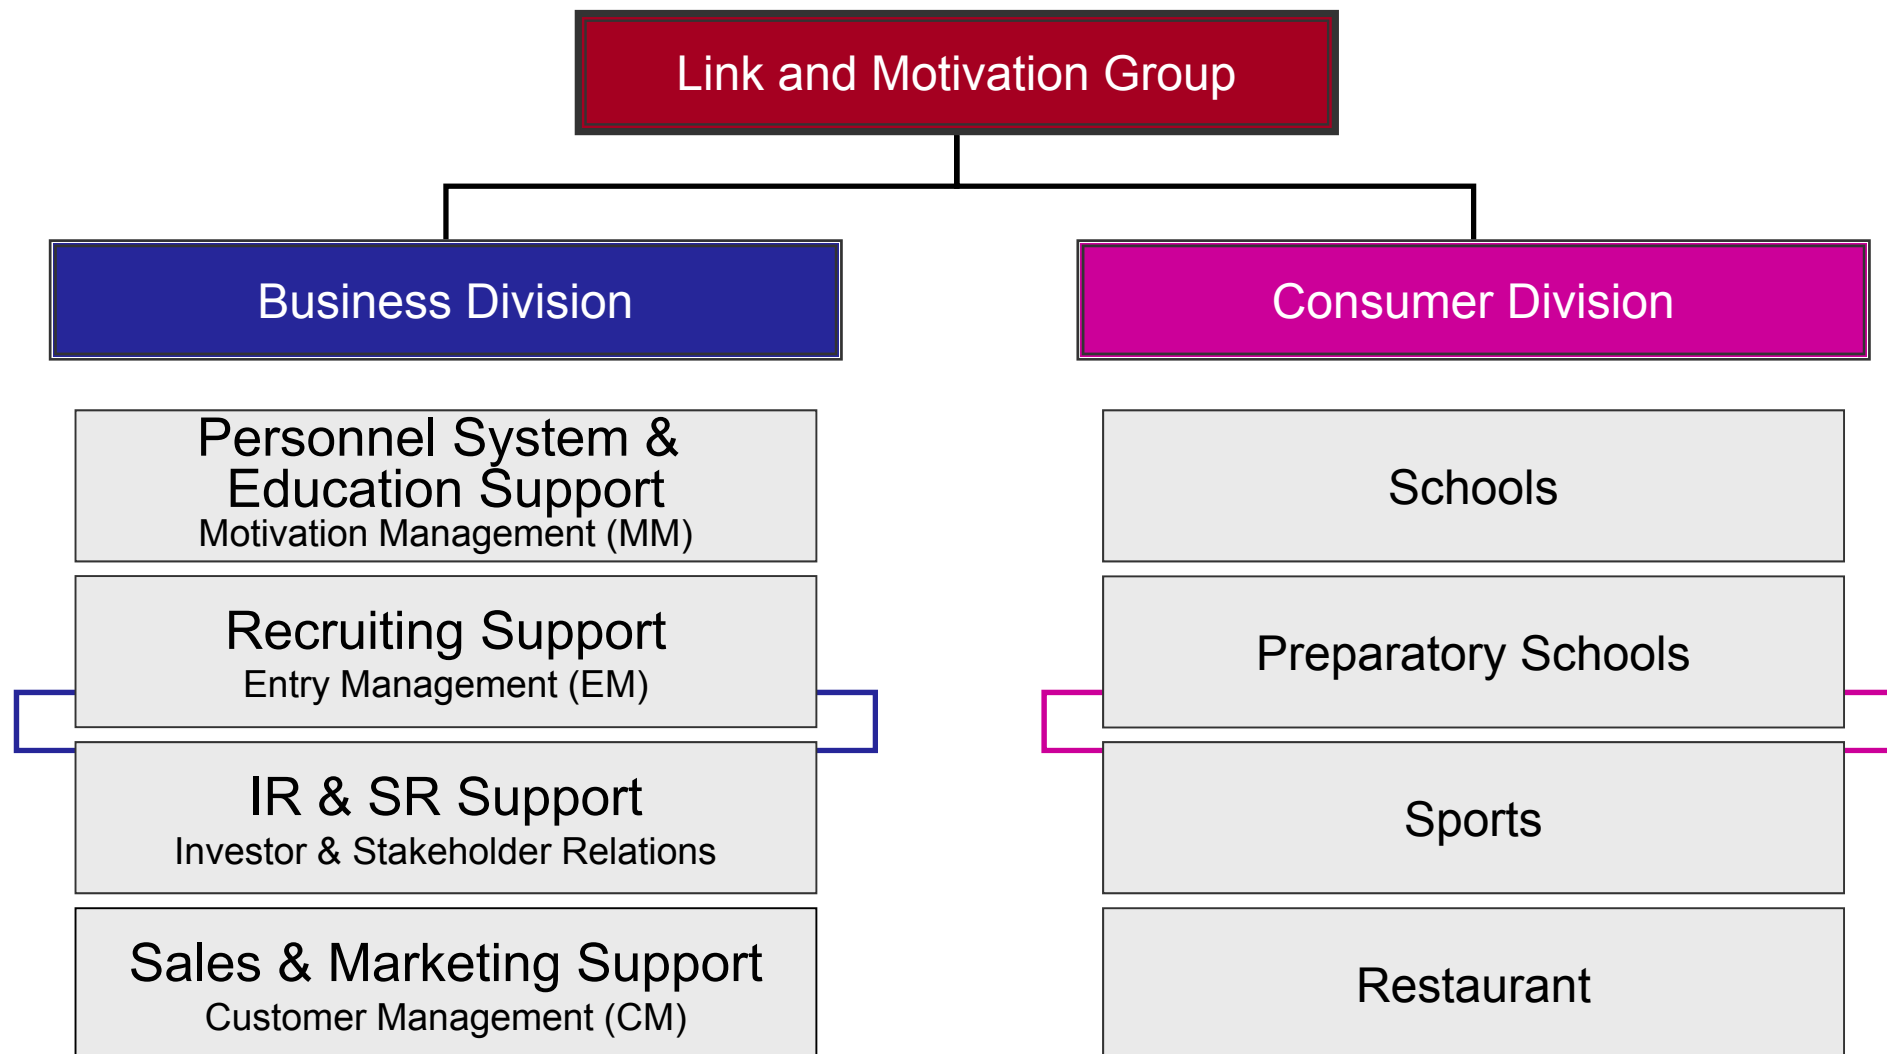 Link and Motivation Group
Business Division
Personnel System &
Education Support
Motivation Management (MM)
Recruiting Support
Entry Management (EM)
IR & SR Support
Investor & Stakeholder Relations
Sales & Marketing Support
Customer Management (CM)
Consumer Division
Schools
Preparatory Schools
Sports
Restaurant